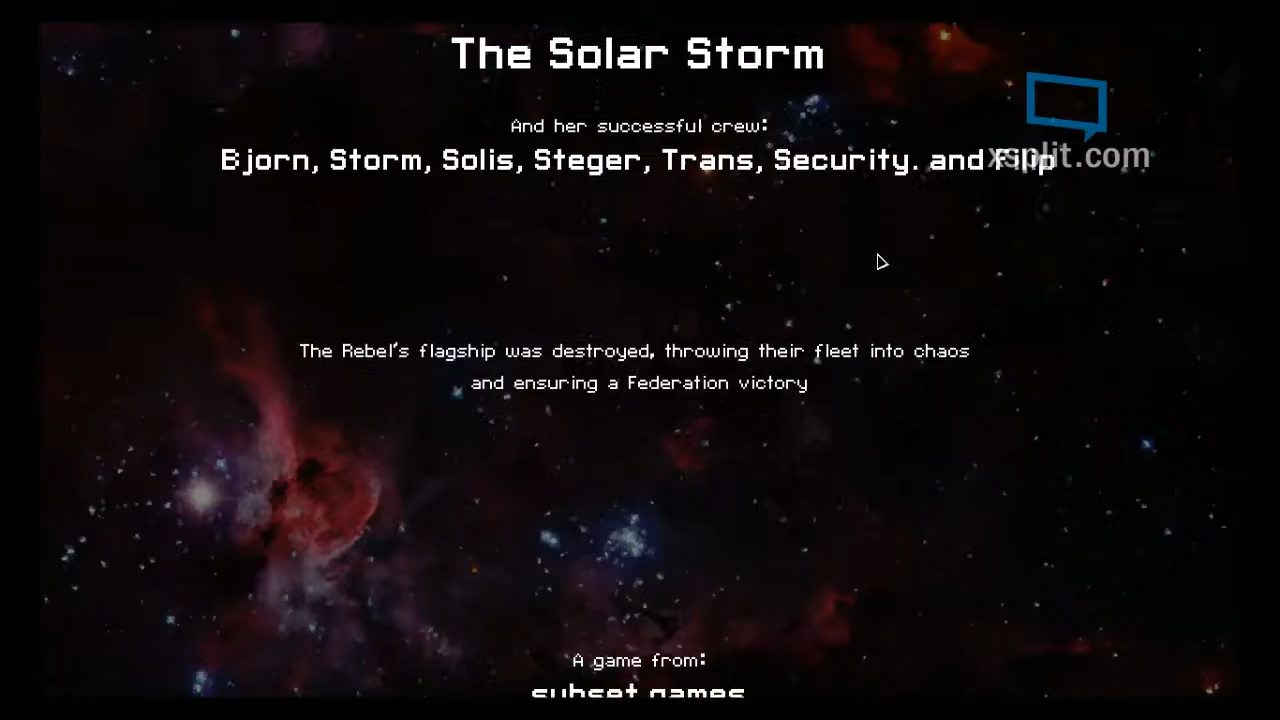 The Solar Storm
And her successful crew:
Bjorn, Storm, Solis, Steger, Trans, Security. and Flip
xsplit.com
The Rebel's flagship was destroyed, throwing their fleet into chaos
and ensuring a Federation victory
A game from:
subset games